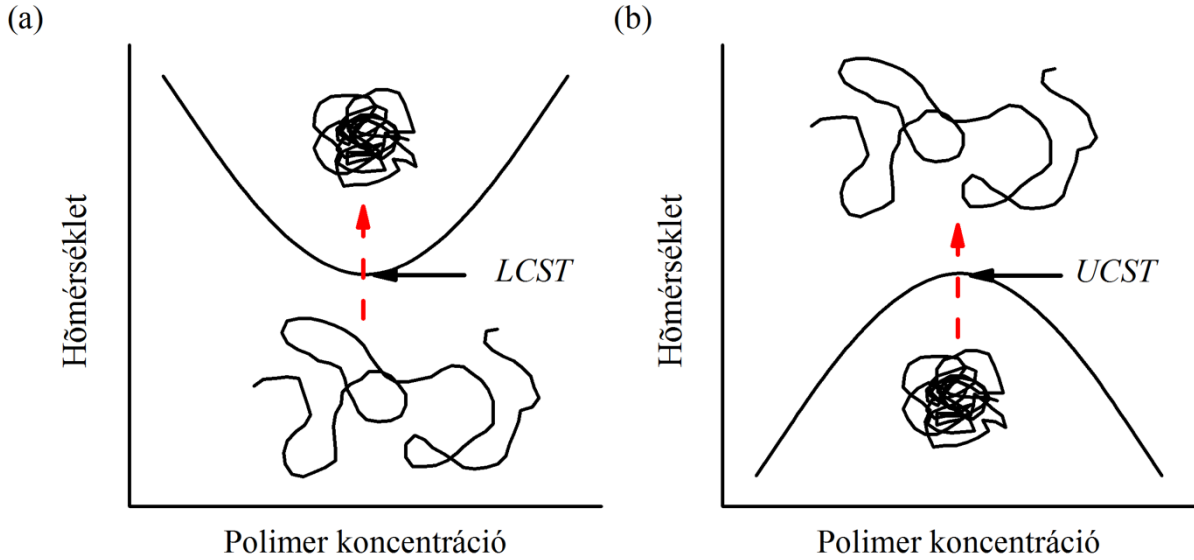 (a)
Hõmérséklet
LCST
Polimer koncentráció
(b)
Hõmérséklet
UCST
Polimer koncentráció